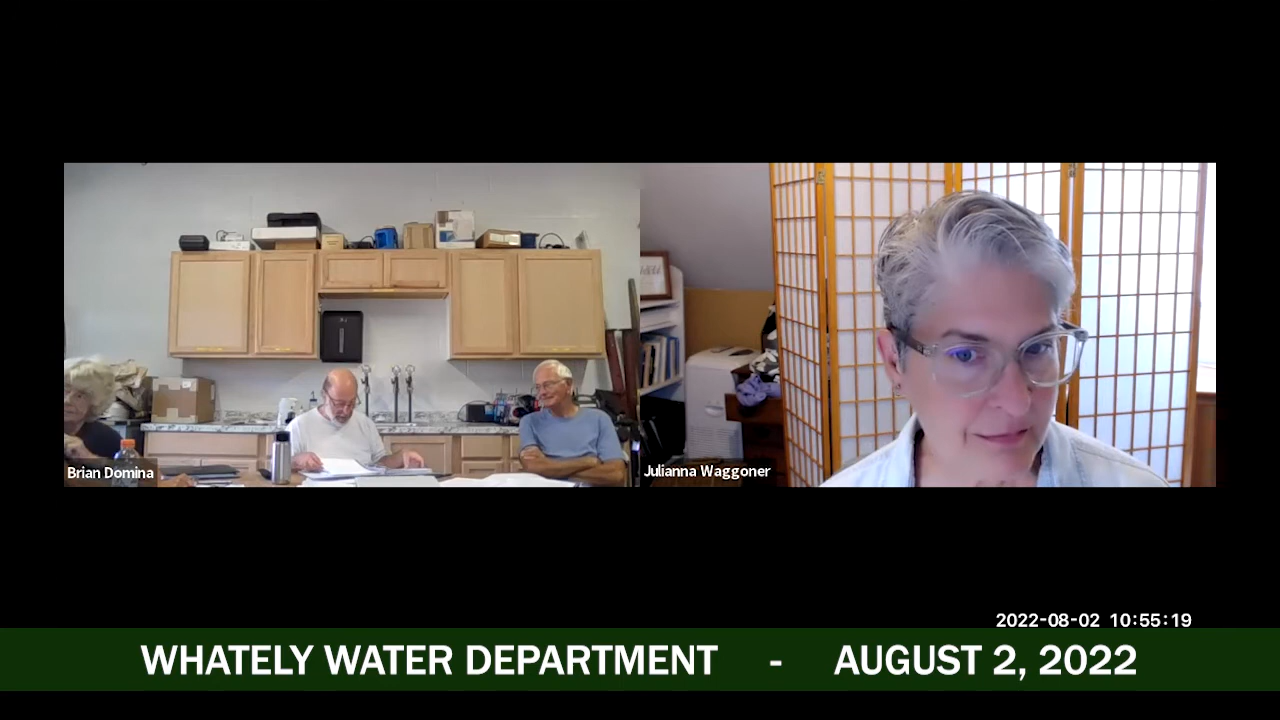 Brian Domina
Julianna Waggoner
2022-08-02 10:55:19
WHATELY WATER DEPARTMENT - AUGUST 2, 2022